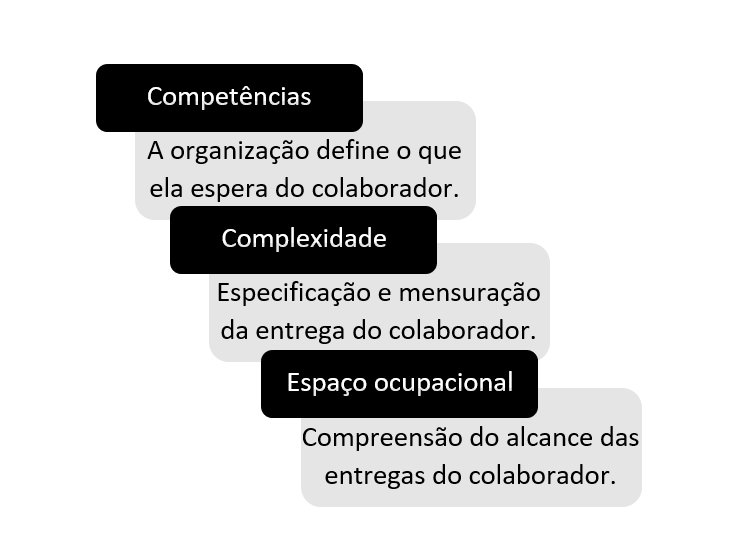 Competências
A organização define o que
ela espera do colaborador.
Complexidade
Especificação e mensuração
da entrega do colaborador.
Espaço ocupacional
Compreensão do alcance das
entregas do colaborador.